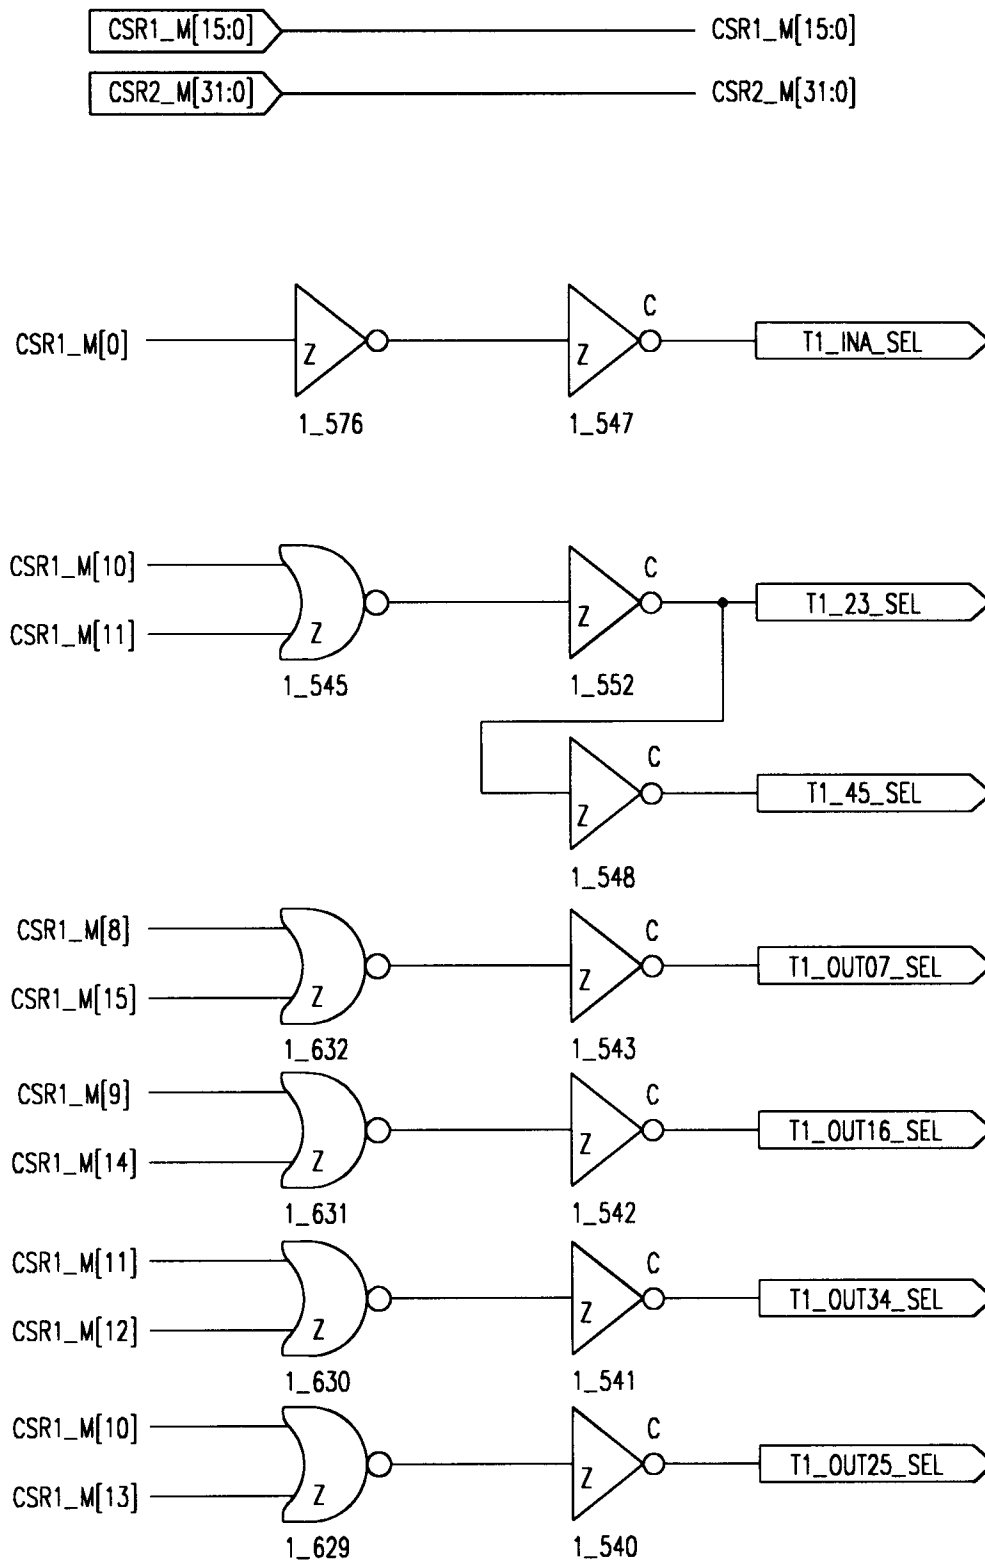 CSR1_M[15:0] CSR1_M[15:0]
CSR2_M[31:0] CSR2_M[31:0]
C
CSR1_M[0] Z Z T1_INA_SEL
1_576 1_547
C
CSR1_M[10]
T1_23_SEL
CSR1_M[11] Z Z
1_545 1_552
C
T1_45_SEL
Z
1_548
CSR1_M[8] C
T1_OUT07_SEL
CSR1_M[15] Z Z
1_632 1_543
CSR1_M[9] C
T1_OUT16_SEL
CSR1_M[14] Z Z
1_631 1_542
CSR1_M[11] C
T1_OUT34_SEL
CSR1_M[12] Z Z
1_630 1_541
CSR1_M[10] C
T1_OUT25_SEL
CSR1_M[13] Z Z
1_629 1_540